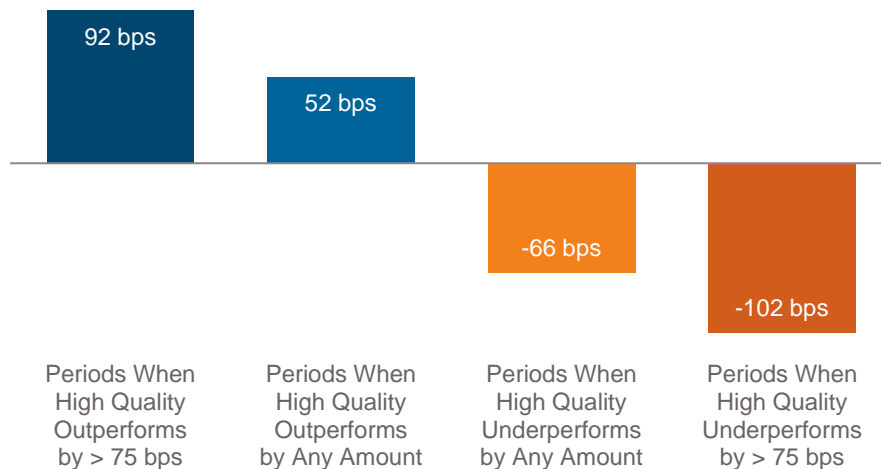 92 bps
52 bps
-66 bps
-102 bps
Periods When
High Quality
Outperforms
by > 75 bps
Periods When
High Quality
Outperforms
by Any Amount
Periods When
High Quality
Underperforms
by Any Amount
Periods When
High Quality
Underperforms
by > 75 bps